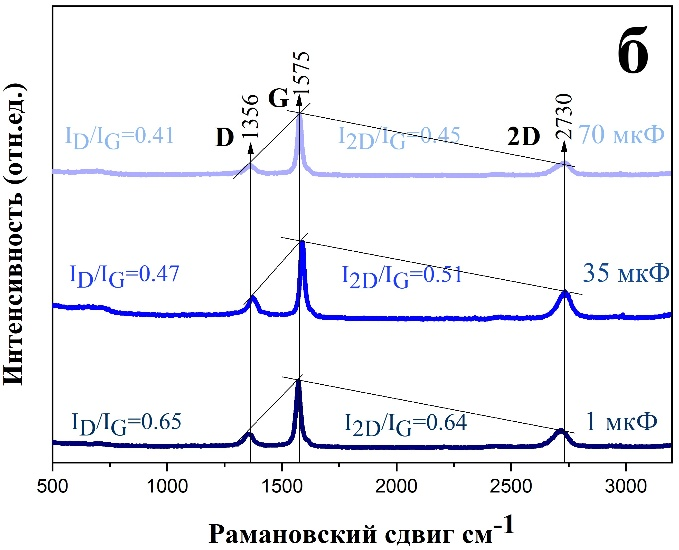 б
1575
G
1356
D
I_D/I_G=0.41
I_2D/I_G=0.45
2D
2730
70 мкФ
I_D/I_G=0.47
I_2D/I_G=0.51
35 мкФ
I_D/I_G=0.65
I_2D/I_G=0.64
1 мкФ
Интенсивность (отн.ед.)
500 1000 1500 2000 2500 3000
Рамановский сдвиг см⁻¹